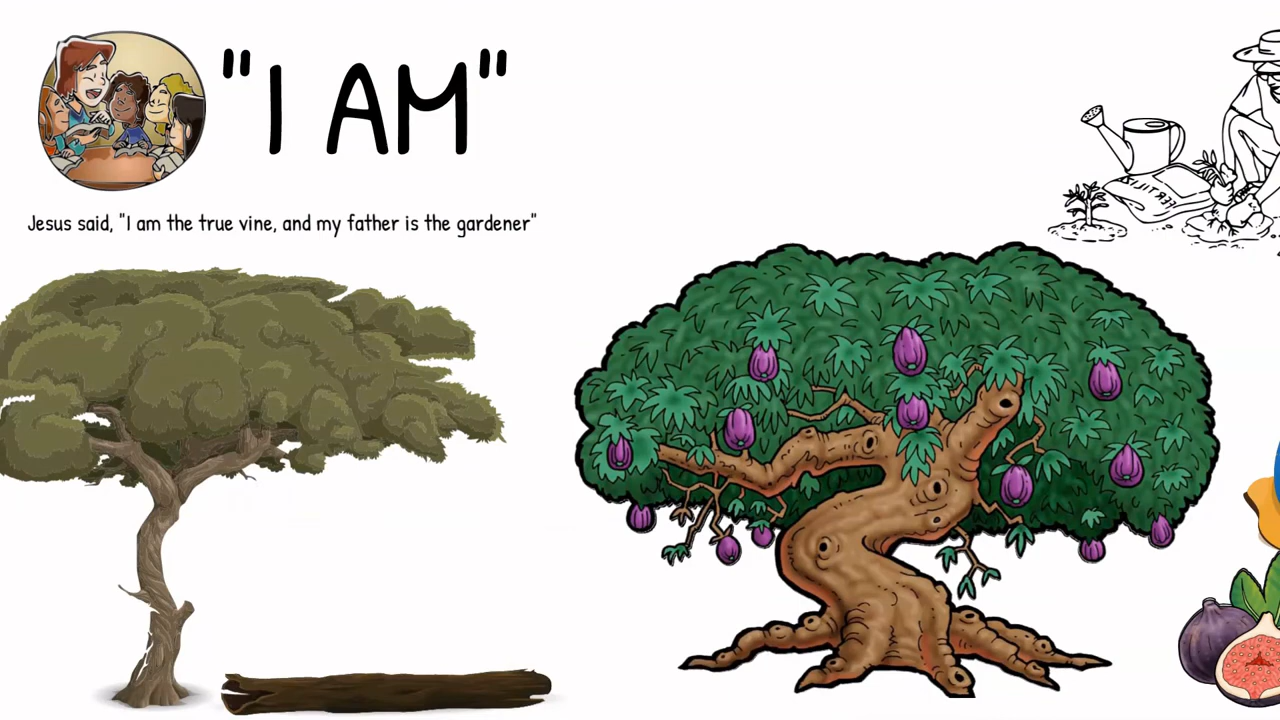 "I AM"
Jesus said, "I am the true vine, and my father is the gardener"